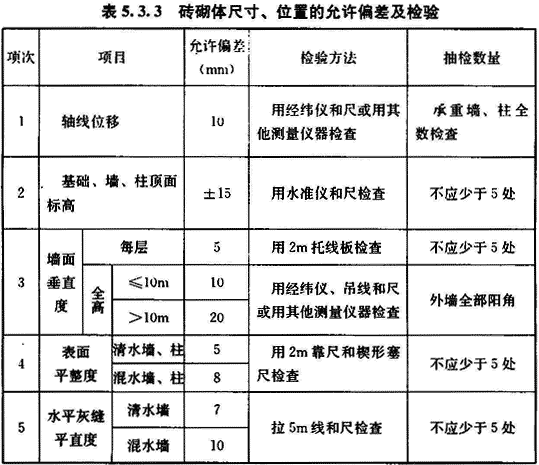 表 5.3.3 砖砌体尺寸、位置的允许偏差及检验
项次 项目 允许偏差（mm） 检验方法 抽检数量
1 轴线位移 10 用经纬仪和尺或用其他测量仪器检查 承重墙、柱全数检查
2 基础、墙、柱顶面标高 ±15 用水准仪和尺检查 不应少于 5 处
3 墙面垂直度 每层 5 用 2m 托线板检查 不应少于 5 处
全高 ≤10m 10 用经纬仪、吊线和尺或用其他测量仪器检查 外墙全部阳角
>10m 20
4 表面平整度 清水墙、柱 5 用 2m 靠尺和楔形塞尺检查 不应少于 5 处
混水墙、柱 8
5 水平灰缝平直度 清水墙 7 拉 5m 线和尺检查 不应少于 5 处
混水墙 10